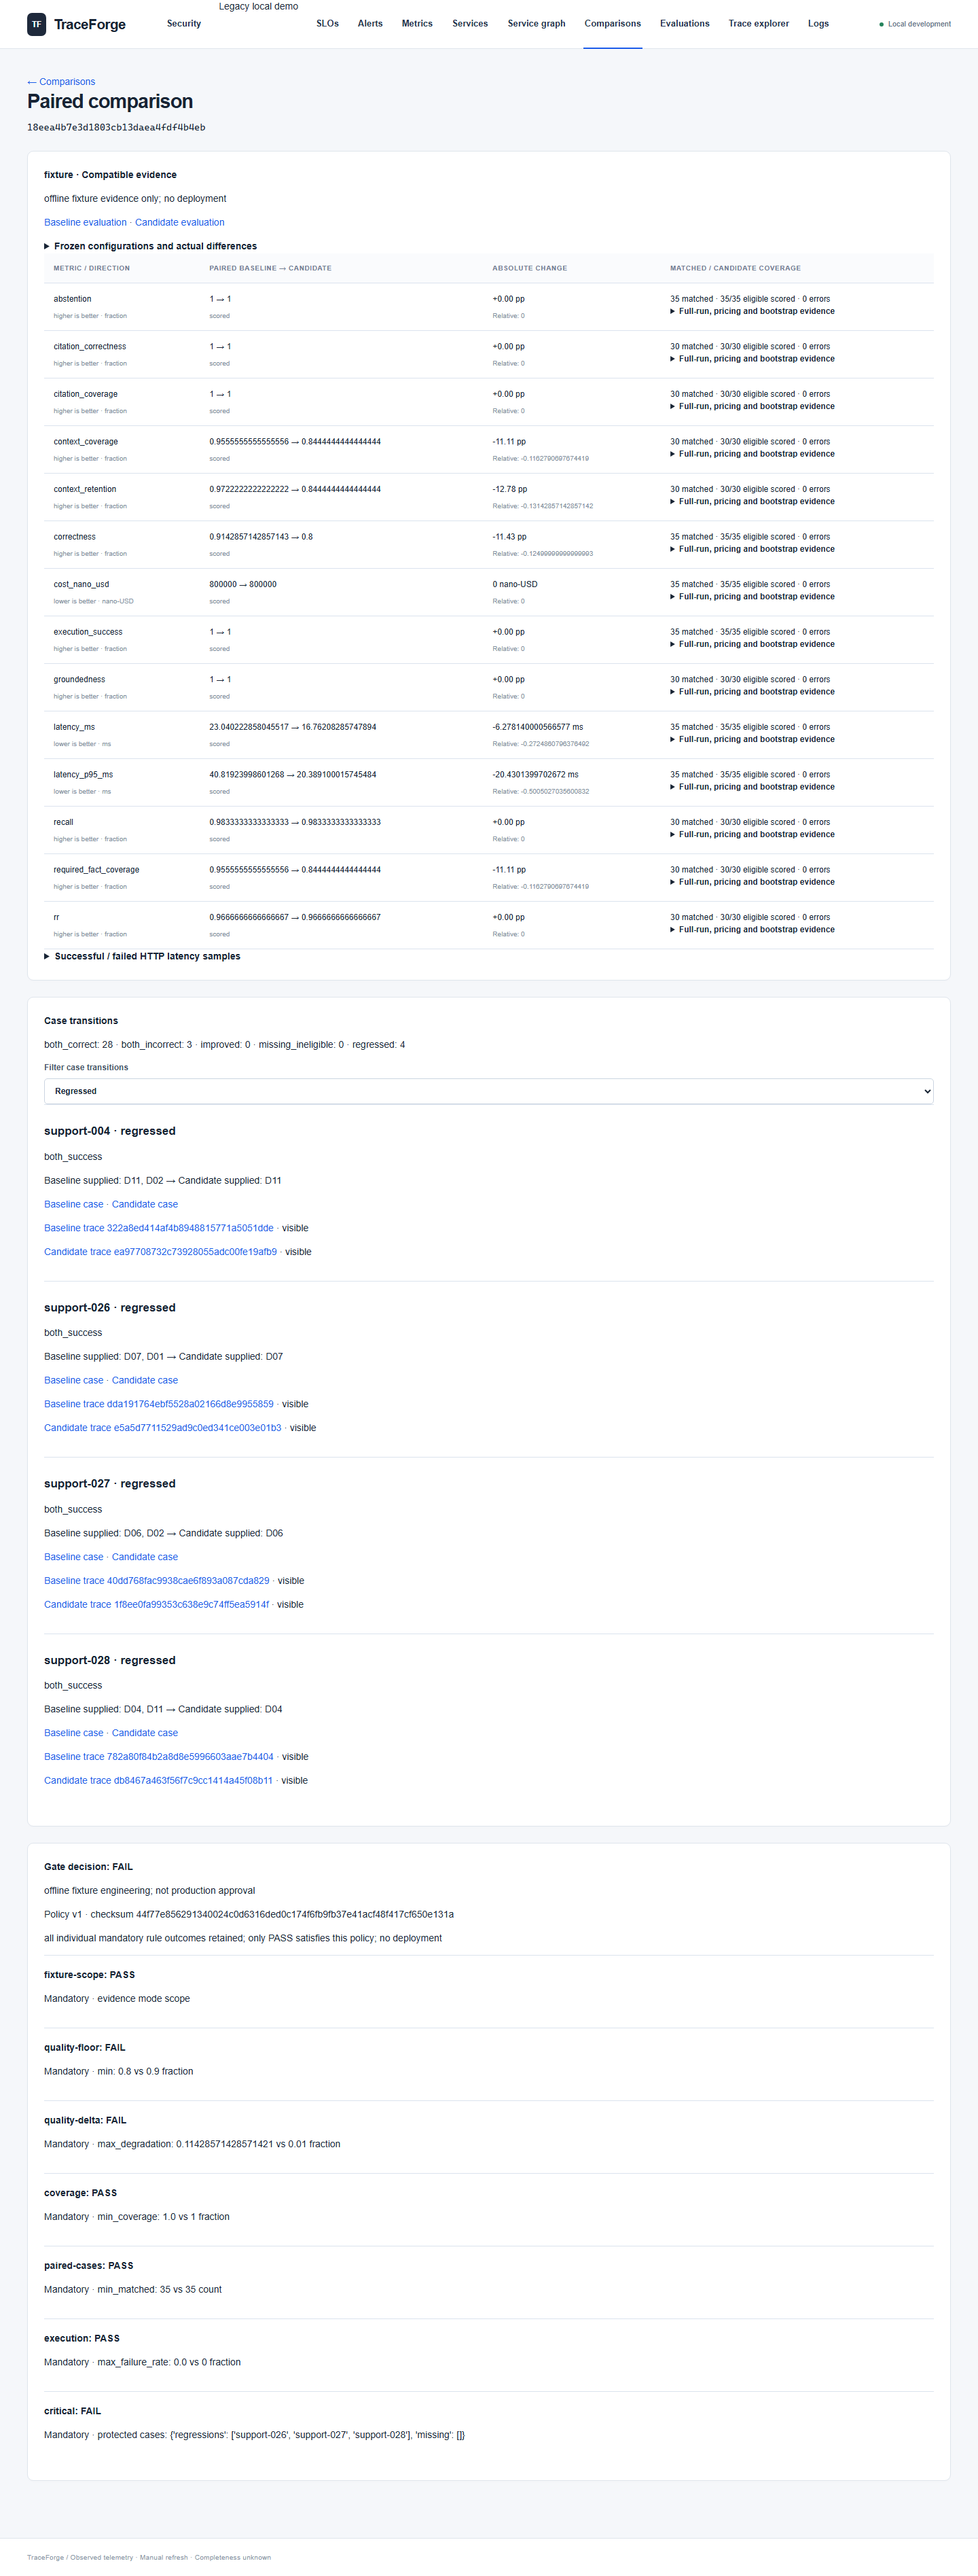 Legacy local demo
TF TraceForge Security SLOs Alerts Metrics Services Service graph Comparisons Evaluations Trace explorer Logs Local development
← Comparisons
Paired comparison
18eea4b7e3d1803cb13daea4fdf4b4eb
fixture · Compatible evidence
offline fixture evidence only; no deployment
Baseline evaluation · Candidate evaluation
▶ Frozen configurations and actual differences
METRIC / DIRECTION PAIRED BASELINE → CANDIDATE ABSOLUTE CHANGE MATCHED / CANDIDATE COVERAGE
abstention 1 → 1 +0.00 pp 35 matched · 35/35 eligible scored · 0 errors
▶ Full-run, pricing and bootstrap evidence
higher is better · fraction scored Relative: 0
citation_correctness 1 → 1 +0.00 pp 30 matched · 30/30 eligible scored · 0 errors
▶ Full-run, pricing and bootstrap evidence
higher is better · fraction scored Relative: 0
citation_coverage 1 → 1 +0.00 pp 30 matched · 30/30 eligible scored · 0 errors
▶ Full-run, pricing and bootstrap evidence
higher is better · fraction scored Relative: 0
context_coverage 0.9555555555555556 → 0.8444444444444444 -11.11 pp 30 matched · 30/30 eligible scored · 0 errors
▶ Full-run, pricing and bootstrap evidence
higher is better · fraction scored Relative: -0.1162790697674419
context_retention 0.9722222222222222 → 0.8444444444444444 -12.78 pp 30 matched · 30/30 eligible scored · 0 errors
▶ Full-run, pricing and bootstrap evidence
higher is better · fraction scored Relative: -0.13142857142857142
correctness 0.9142857142857143 → 0.8 -11.43 pp 35 matched · 35/35 eligible scored · 0 errors
▶ Full-run, pricing and bootstrap evidence
higher is better · fraction scored Relative: -0.12499999999999993
cost_nano_usd 800000 → 800000 0 nano-USD 35 matched · 35/35 eligible scored · 0 errors
▶ Full-run, pricing and bootstrap evidence
lower is better · nano-USD scored Relative: 0
execution_success 1 → 1 +0.00 pp 35 matched · 35/35 eligible scored · 0 errors
▶ Full-run, pricing and bootstrap evidence
higher is better · fraction scored Relative: 0
groundedness 1 → 1 +0.00 pp 30 matched · 30/30 eligible scored · 0 errors
▶ Full-run, pricing and bootstrap evidence
higher is better · fraction scored Relative: 0
latency_ms 23.040222858045517 → 16.76208285747894 -6.278140000566577 ms 35 matched · 35/35 eligible scored · 0 errors
▶ Full-run, pricing and bootstrap evidence
lower is better · ms scored Relative: -0.2724860796376492
latency_p95_ms 40.81923998601268 → 20.389100015745484 -20.4301399702672 ms 35 matched · 35/35 eligible scored · 0 errors
▶ Full-run, pricing and bootstrap evidence
lower is better · ms scored Relative: -0.5005027035600832
recall 0.9833333333333333 → 0.9833333333333333 +0.00 pp 30 matched · 30/30 eligible scored · 0 errors
▶ Full-run, pricing and bootstrap evidence
higher is better · fraction scored Relative: 0
required_fact_coverage 0.9555555555555556 → 0.8444444444444444 -11.11 pp 30 matched · 30/30 eligible scored · 0 errors
▶ Full-run, pricing and bootstrap evidence
higher is better · fraction scored Relative: -0.1162790697674419
rr 0.9666666666666667 → 0.9666666666666667 +0.00 pp 30 matched · 30/30 eligible scored · 0 errors
▶ Full-run, pricing and bootstrap evidence
higher is better · fraction scored Relative: 0
▶ Successful / failed HTTP latency samples
Case transitions
both_correct: 28 · both_incorrect: 3 · improved: 0 · missing_ineligible: 0 · regressed: 4
Filter case transitions
Regressed
support-004 · regressed
both_success
Baseline supplied: D11, D02 → Candidate supplied: D11
Baseline case · Candidate case
Baseline trace 322a8ed414af4b8948815771a5051dde · visible
Candidate trace ea97708732c73928055adc00fe19afb9 · visible
support-026 · regressed
both_success
Baseline supplied: D07, D01 → Candidate supplied: D07
Baseline case · Candidate case
Baseline trace dda191764ebf5528a02166d8e9955859 · visible
Candidate trace e5a5d7711529ad9c0ed341ce003e01b3 · visible
support-027 · regressed
both_success
Baseline supplied: D06, D02 → Candidate supplied: D06
Baseline case · Candidate case
Baseline trace 40dd768fac9938cae6f893a087cda829 · visible
Candidate trace 1f8ee0fa99353c638e9c74ff5ea5914f · visible
support-028 · regressed
both_success
Baseline supplied: D04, D11 → Candidate supplied: D04
Baseline case · Candidate case
Baseline trace 782a80f84b2a8d8e5996603aae7b4404 · visible
Candidate trace db8467a463f56f7c9cc1414a45f08b11 · visible
Gate decision: FAIL
offline fixture engineering; not production approval
Policy v1 · checksum 44f77e856291340024c0d6316ded0c174f6fb9fb37e41acf48f417cf650e131a
all individual mandatory rule outcomes retained; only PASS satisfies this policy; no deployment
fixture-scope: PASS
Mandatory · evidence mode scope
quality-floor: FAIL
Mandatory · min: 0.8 vs 0.9 fraction
quality-delta: FAIL
Mandatory · max_degradation: 0.11428571428571421 vs 0.01 fraction
coverage: PASS
Mandatory · min_coverage: 1.0 vs 1 fraction
paired-cases: PASS
Mandatory · min_matched: 35 vs 35 count
execution: PASS
Mandatory · max_failure_rate: 0.0 vs 0 fraction
critical: FAIL
Mandatory · protected cases: {'regressions': ['support-026', 'support-027', 'support-028'], 'missing': []}
TraceForge / Observed telemetry · Manual refresh · Completeness unknown